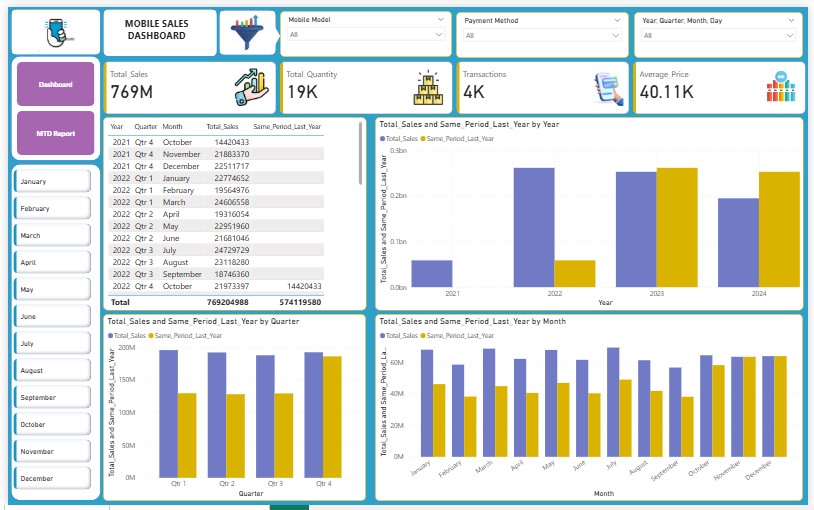 MOBILE SALES
DASHBOARD
Mobile Model
All
Payment Method
All
Year, Quarter, Month, Day
All
Dashboard
MTD Report
Total_Sales
769M
Total_Quantity
19K
Transactions
4K
Average_Price
40.11K
January
February
March
April
May
June
July
August
September
October
November
December
Year Quarter Month Total_Sales Same_Period_Last_Year
2021 Qtr 4 October 14420433
2021 Qtr 4 November 21883370
2021 Qtr 4 December 22511717
2022 Qtr 1 January 22774652
2022 Qtr 1 February 19564976
2022 Qtr 1 March 24606558
2022 Qtr 2 April 19316054
2022 Qtr 2 May 22951960
2022 Qtr 2 June 21681046
2022 Qtr 3 July 24729729
2022 Qtr 3 August 23118280
2022 Qtr 3 September 18746360
2022 Qtr 4 October 21973397 14420433
Total 769204988 574119580
Total_Sales and Same_Period_Last_Year by Year
Total_Sales Same_Period_Last_Year
Total_Sales and Same_Period_Last_Year
0.3bn
0.2bn
0.1bn
0.0bn
2021 2022 2023 2024
Year
Total_Sales and Same_Period_Last_Year by Quarter
Total_Sales Same_Period_Last_Year
Total_Sales and Same_Period_Last_Year
200M
150M
100M
50M
0M
Qtr 1 Qtr 2 Qtr 3 Qtr 4
Quarter
Total_Sales and Same_Period_Last_Year by Month
Total_Sales Same_Period_Last_Year
Total_Sales and Same_Period_La...
60M
40M
20M
0M
January February March April May June July August September October November December
Month